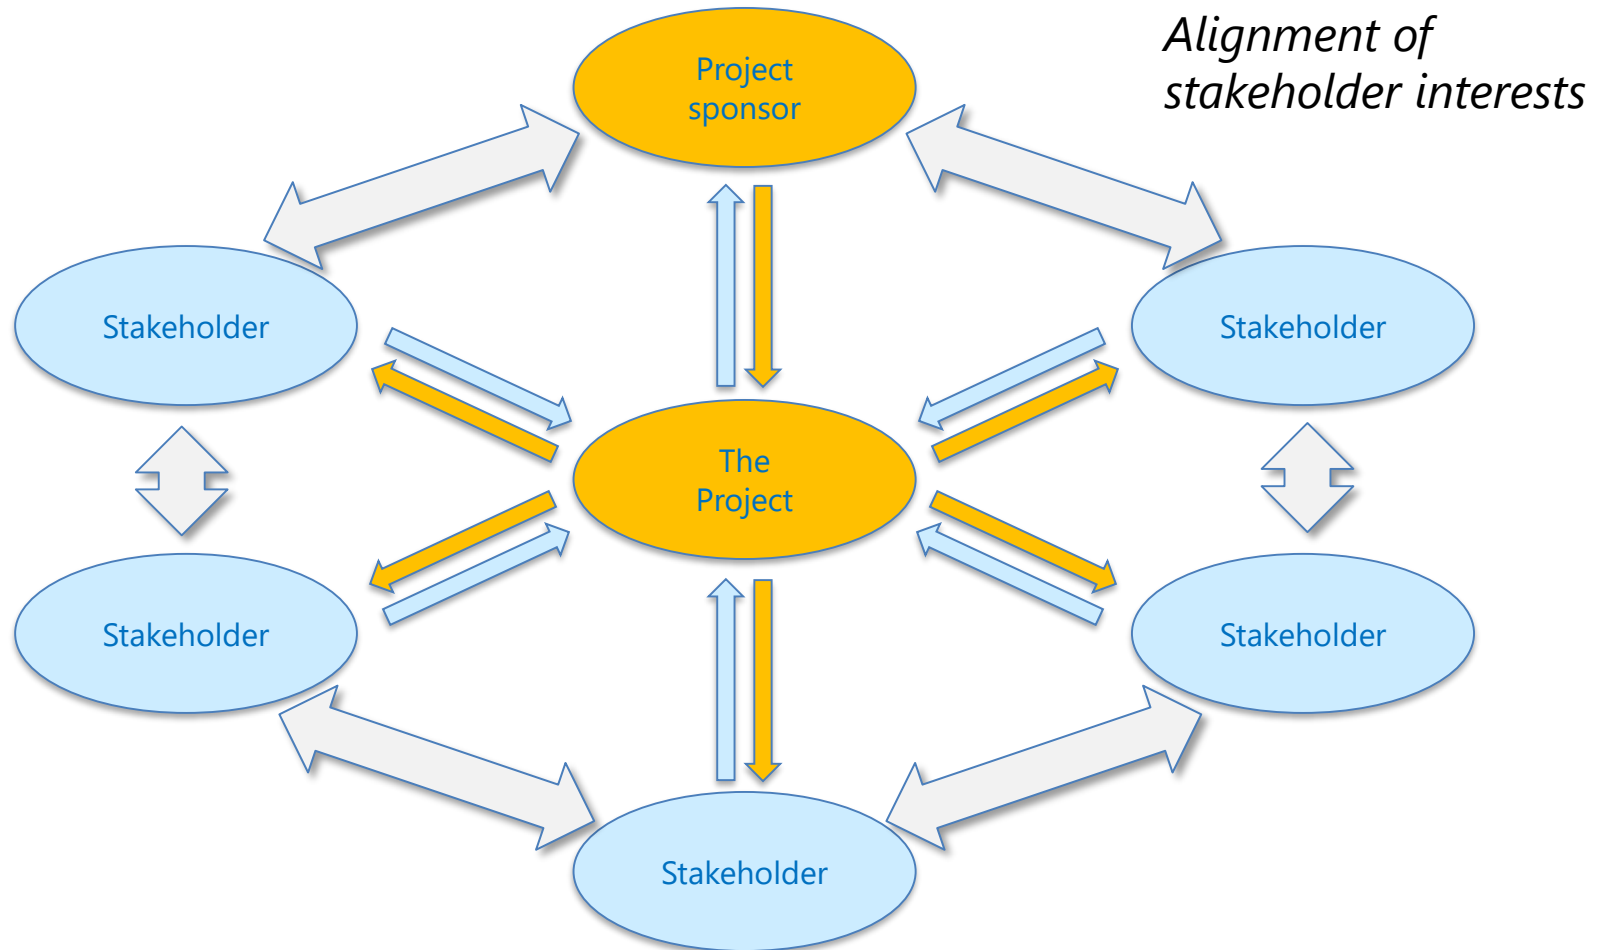 Alignment of
stakeholder interests
Project
sponsor
Stakeholder
Stakeholder
The
Project
Stakeholder
Stakeholder
Stakeholder